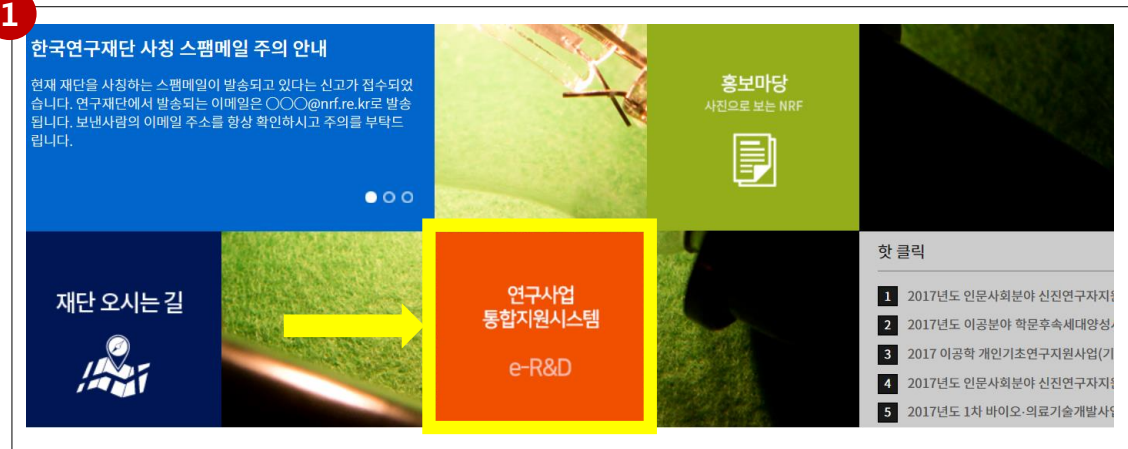 1
한국연구재단 사칭 스팸메일 주의 안내
현재 재단을 사칭하는 스팸메일이 발송되고 있다는 신고가 접수되었
습니다. 연구재단에서 발송되는 이메일은 〇〇〇@nrf.re.kr로 발송
됩니다. 보낸사람의 이메일 주소를 항상 확인하시고 주의를 부탁드
립니다.
홍보마당
사진으로 보는 NRF
재단 오시는 길
연구사업
통합지원시스템
e-R&D
핫 클릭
1 2017년도 인문사회분야 신진연구자지원
2 2017년도 이공분야 학문후속세대양성
3 2017 이공학 개인기초연구지원사업(기
4 2017년도 인문사회분야 신진연구자지원
5 2017년도 1차 바이오·의료기술개발사업